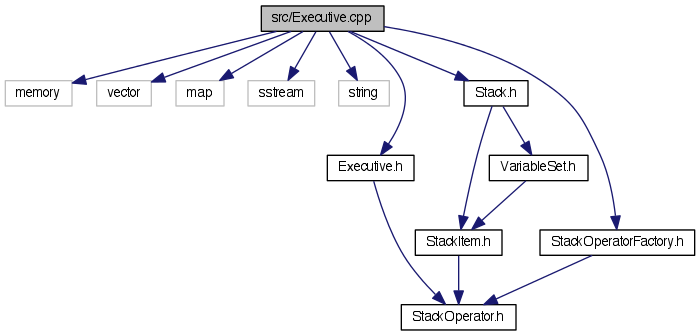 src/Executive.cpp
memory
vector
map
sstream
string
Stack.h
Executive.h
VariableSet.h
StackItem.h
StackOperatorFactory.h
StackOperator.h